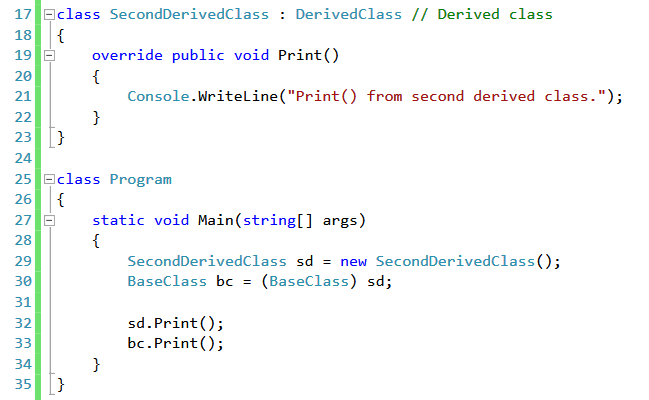 17 class SecondDerivedClass : DerivedClass // Derived class
18 {
19     override public void Print()
20     {
21         Console.WriteLine("Print() from second derived class.");
22     }
23 }
24
25 class Program
26 {
27     static void Main(string[] args)
28     {
29         SecondDerivedClass sd = new SecondDerivedClass();
30         BaseClass bc = (BaseClass) sd;
31
32         sd.Print();
33         bc.Print();
34     }
35 }